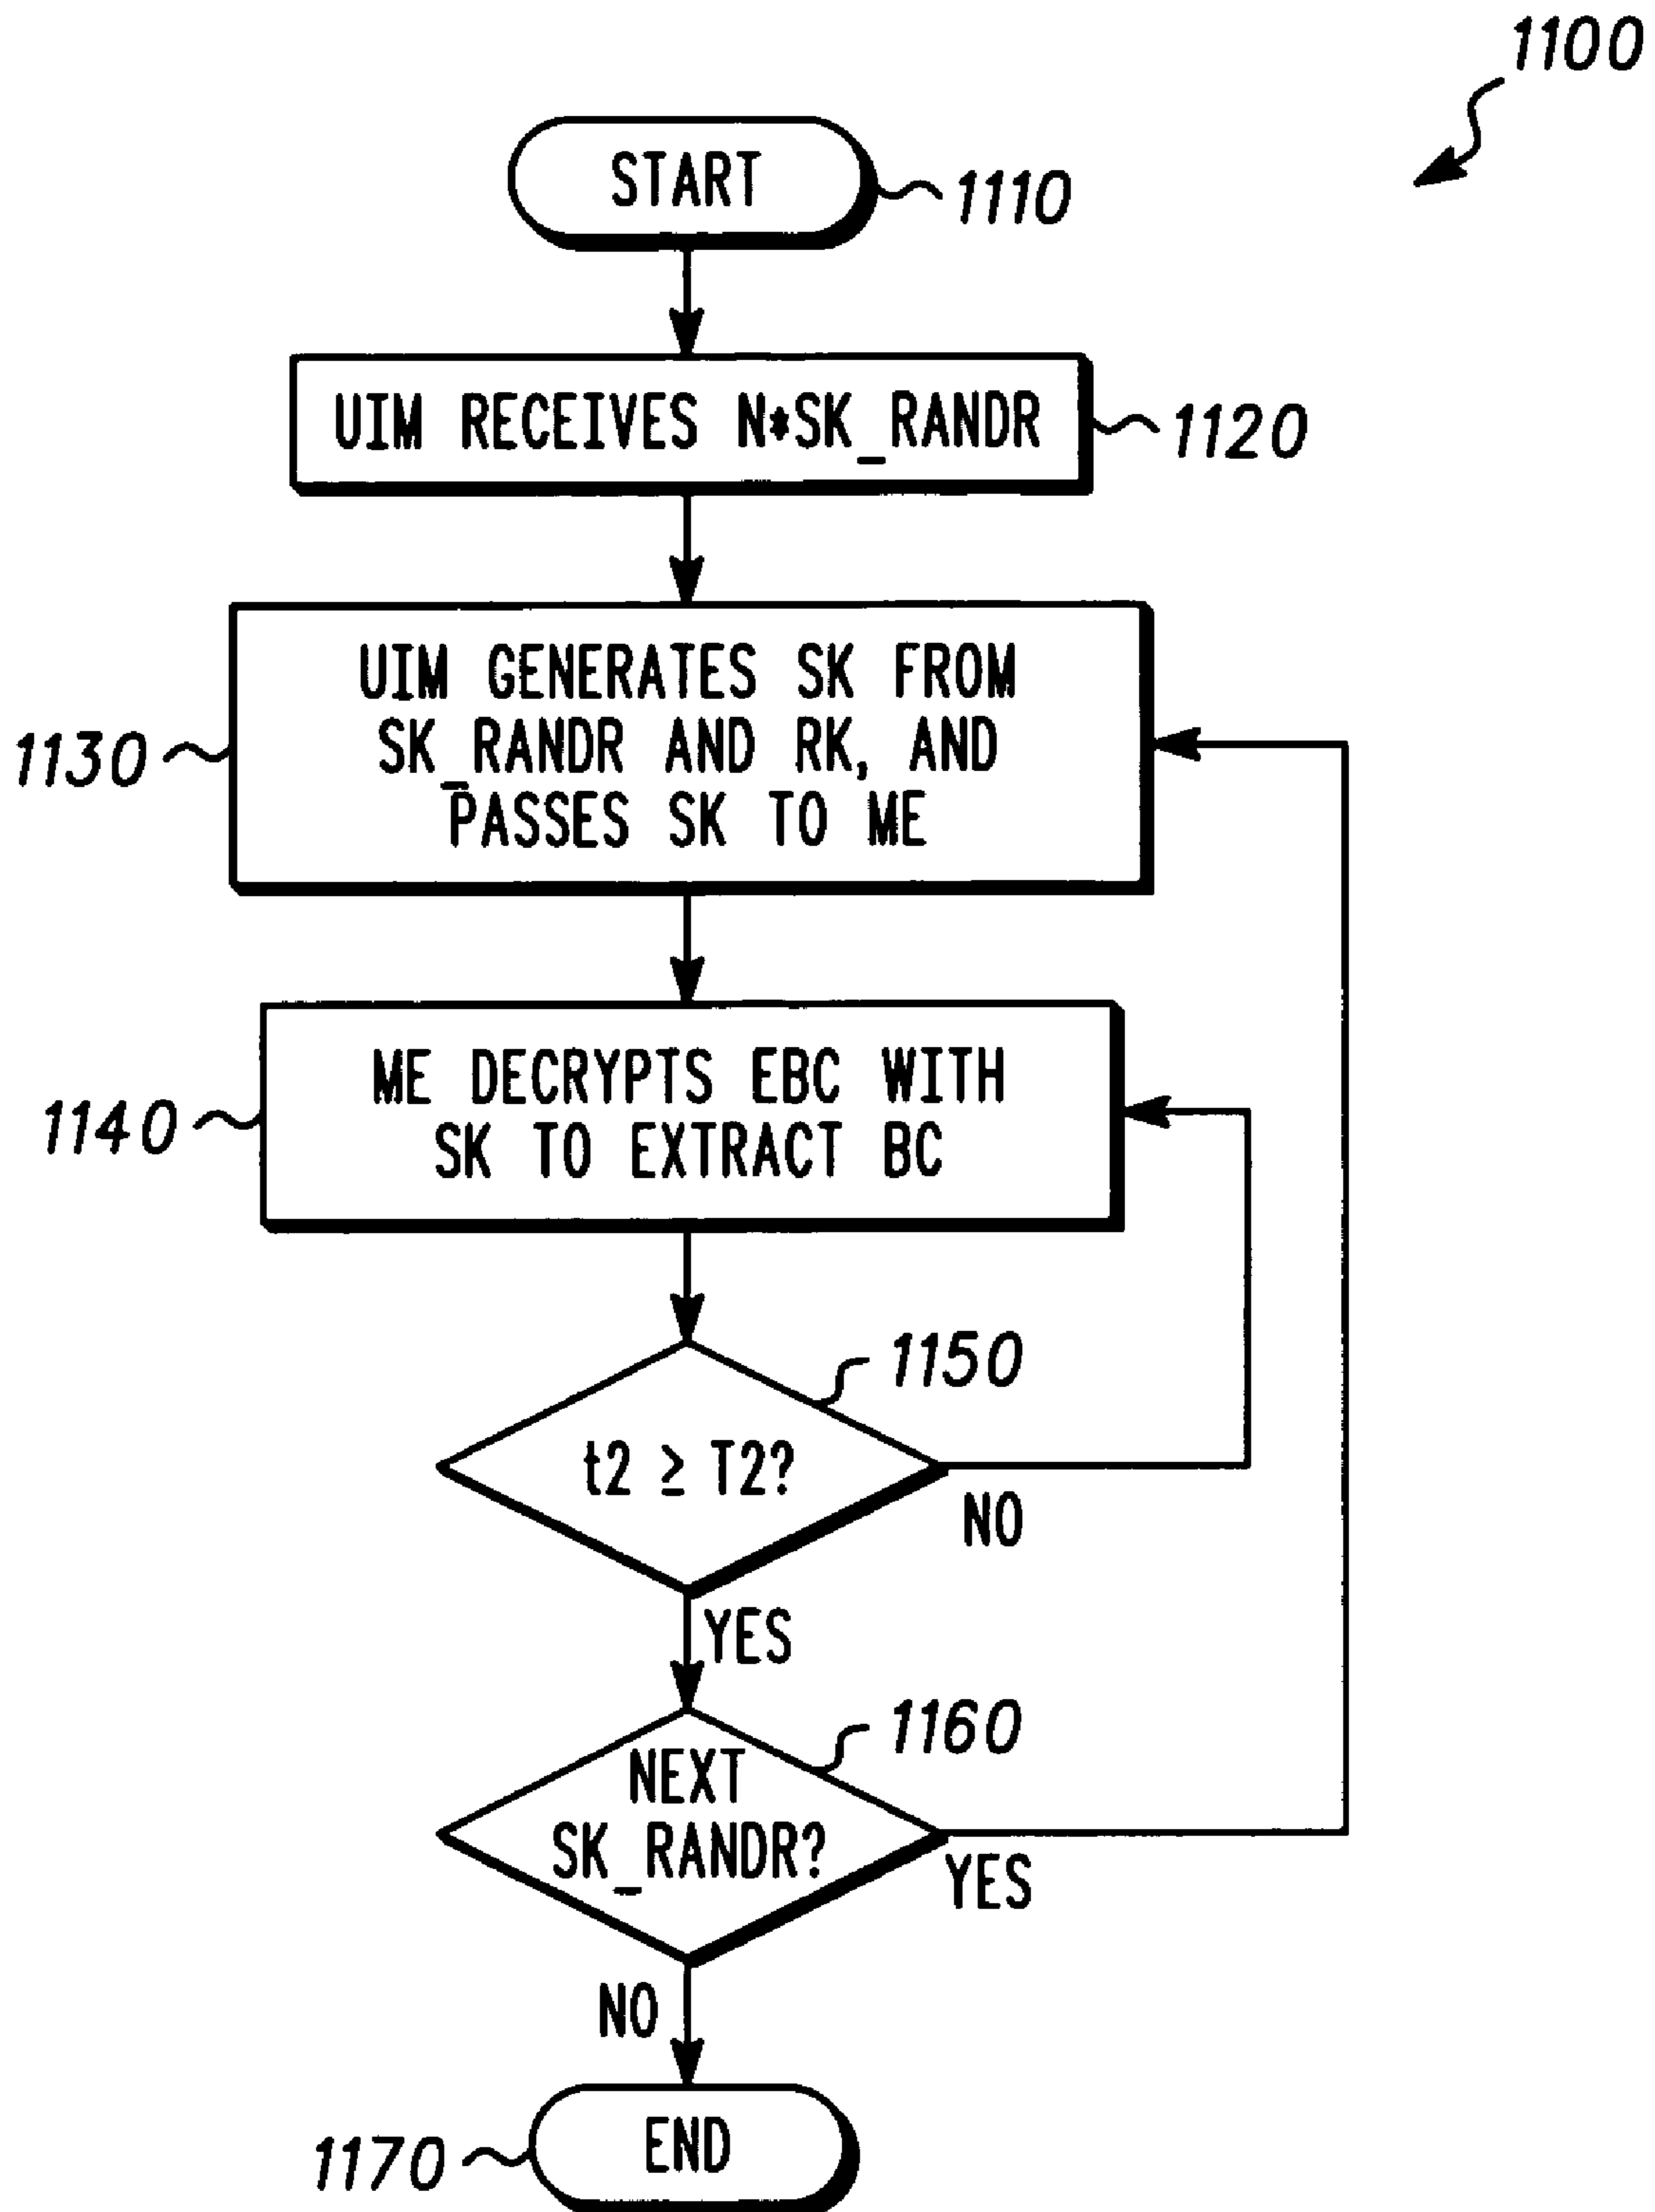 1100
START
1110
UIM RECEIVES N*SK_RANDR
1120
UIM GENERATES SK FROM
SK_RANDR AND RK, AND
PASSES SK TO ME
1130
ME DECRYPTS EBC WITH
SK TO EXTRACT BC
1140
1150
t2 ≥ T2?
NO
YES
1160
NEXT
SK_RANDR?
YES
NO
END
1170